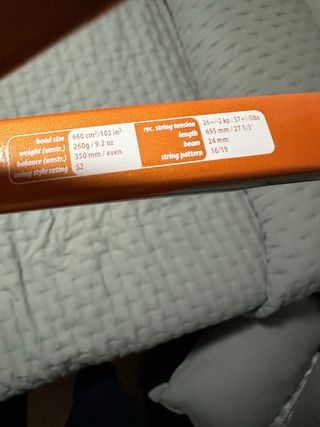 head size 660 cm²/102 in²
weight (unstr.) 260g / 9.2 oz
balance (unstr.) 350 mm / even
swing style rating S2
rec. string tension 26+/-2 kp / 57+/-5lbs
length 695 mm / 27 1/3"
beam 24 mm
string pattern 16/19